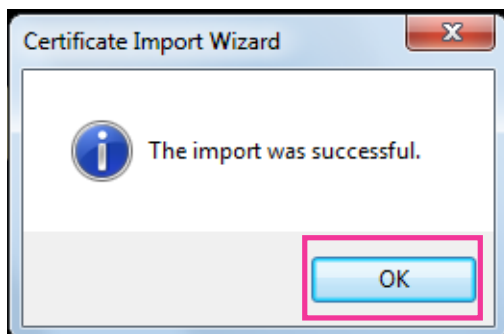 Certificate Import Wizard
The import was successful.
OK